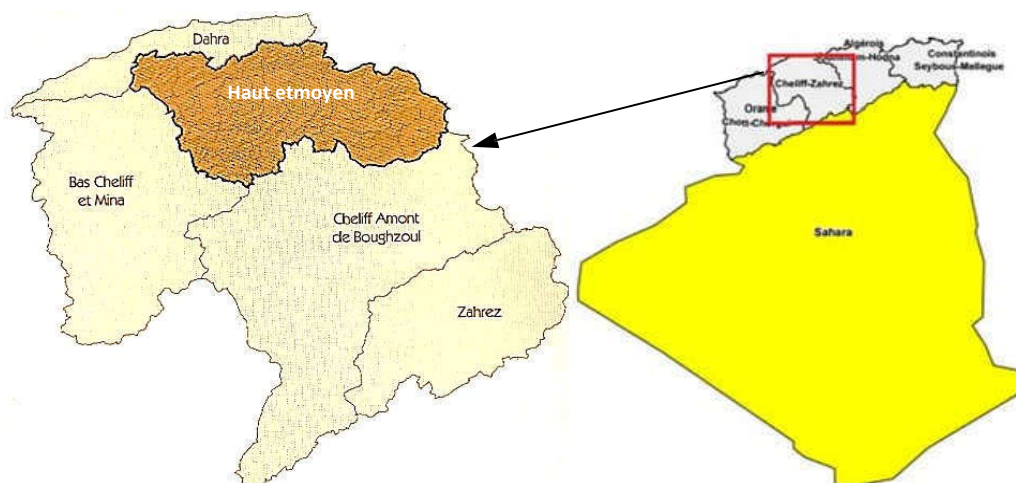 Dahra
Haut etmoyen
Bas Cheliff
et Mina
Cheliff Amont
de Boughzoul
Zahrez
Algérois
Constantinois
Seybous-Mellegue
Cheliff-Zahrez
Sahara